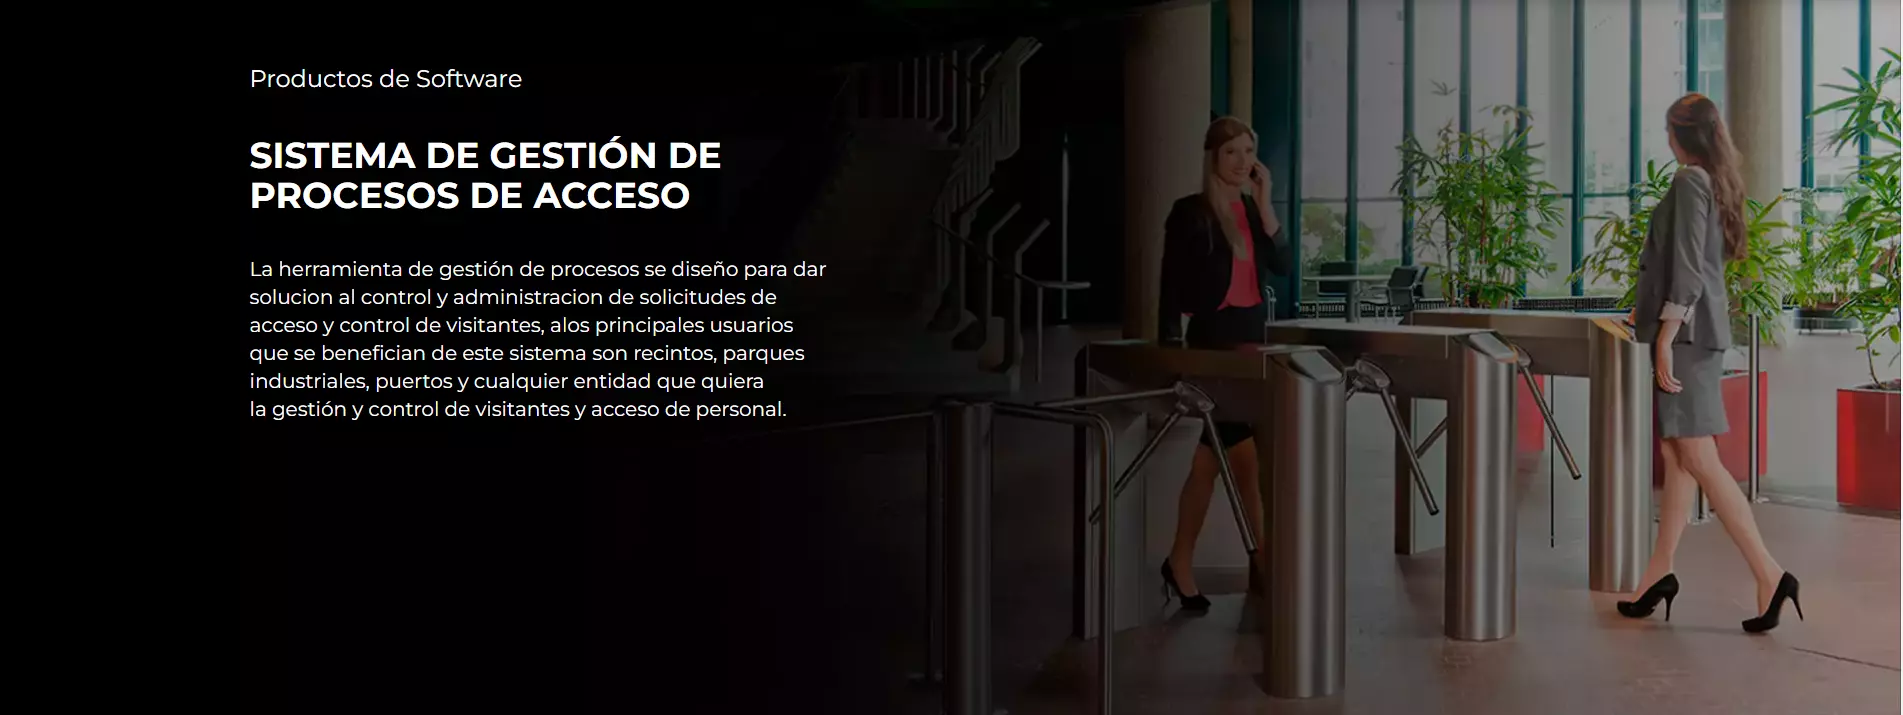 Productos de Software
SISTEMA DE GESTIÓN DE
PROCESOS DE ACCESO
La herramienta de gestión de procesos se diseño para dar
solucion al control y administracion de solicitudes de
acceso y control de visitantes, alos principales usuarios
que se benefician de este sistema son recintos, parques
industriales, puertos y cualquier entidad que quiera
la gestión y control de visitantes y acceso de personal.